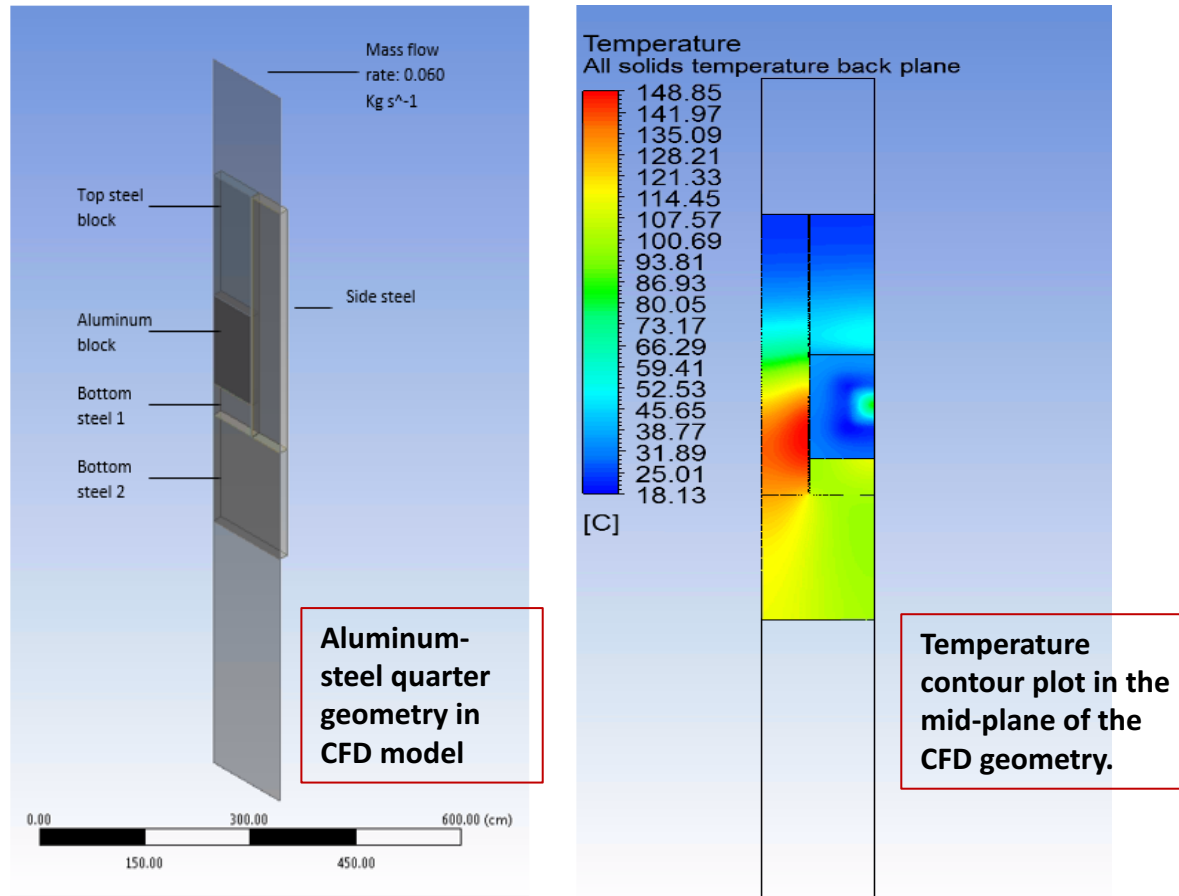 Mass flow
rate: 0.060
Kg s^-1
Top steel
block
Side steel
Aluminum
block
Bottom
steel 1
Bottom
steel 2
Aluminum-
steel quarter
geometry in
CFD model
0.00
300.00
600.00 (cm)
150.00
450.00
Temperature
All solids temperature back plane
148.85
141.97
135.09
128.21
121.33
114.45
107.57
100.69
93.81
86.93
80.05
73.17
66.29
59.41
52.53
45.65
38.77
31.89
25.01
18.13
[C]
Temperature
contour plot in the
mid-plane of the
CFD geometry.